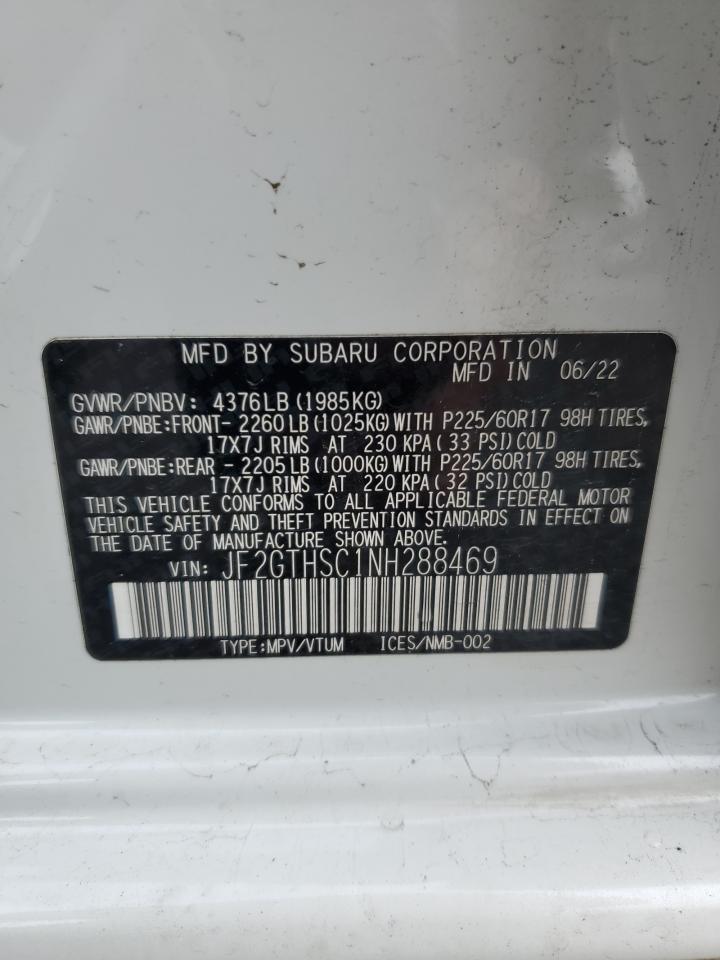 MFD BY SUBARU CORPORATION
MFD IN 06/22
GVWR/PNBV: 4376LB (1985KG)
GAWR/PNBE:FRONT- 2260 LB (1025KG) WITH P225/60R17 98H TIRES,
17X7J RIMS AT 230 KPA ( 33 PSI) COLD
GAWR/PNBE:REAR - 2205 LB (1000KG) WITH P225/60R17 98H TIRES,
17X7J RIMS AT 220 KPA ( 32 PSI) COLD
THIS VEHICLE CONFORMS TO ALL APPLICABLE FEDERAL MOTOR
VEHICLE SAFETY AND THEFT PREVENTION STANDARDS IN EFFECT ON
THE DATE OF MANUFACTURE SHOWN ABOVE.
VIN: JF2GTHSC1NH288469
TYPE:MPV/VTUM ICES/NMB-002